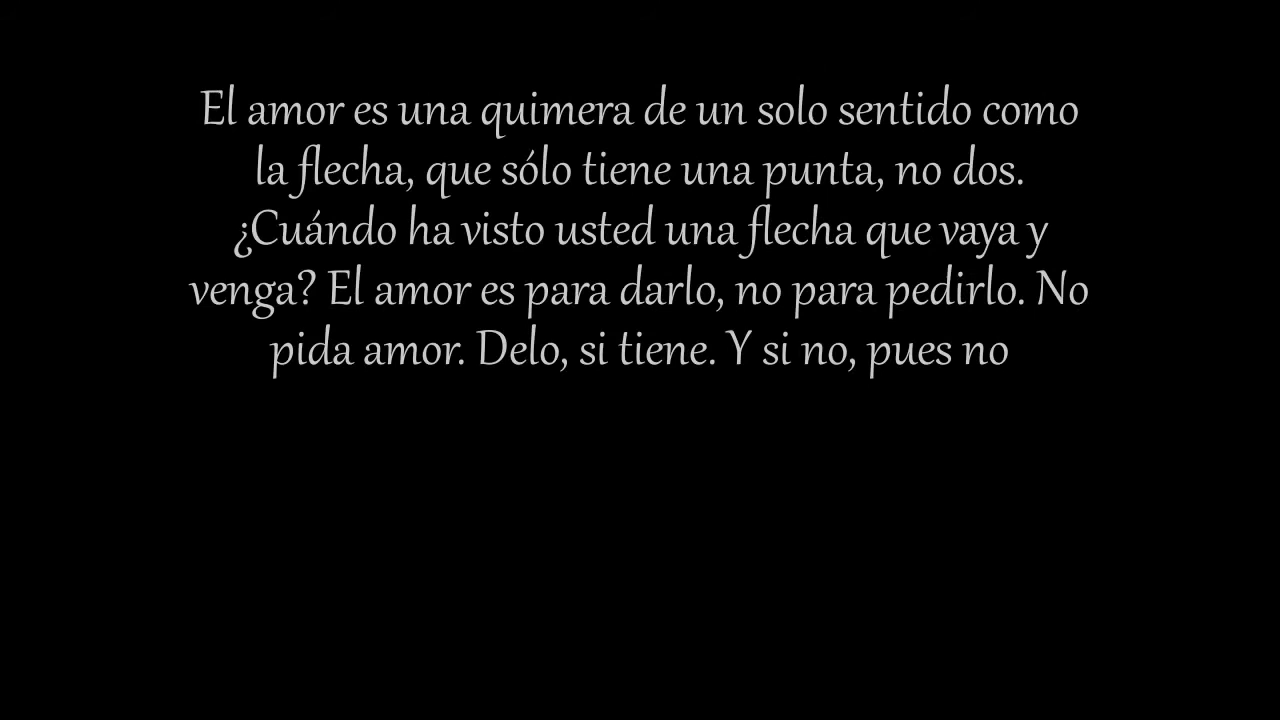 El amor es una quimera de un solo sentido como
la flecha, que sólo tiene una punta, no dos.
¿Cuándo ha visto usted una flecha que vaya y
venga? El amor es para darlo, no para pedirlo. No
pida amor. Delo, si tiene. Y si no, pues no